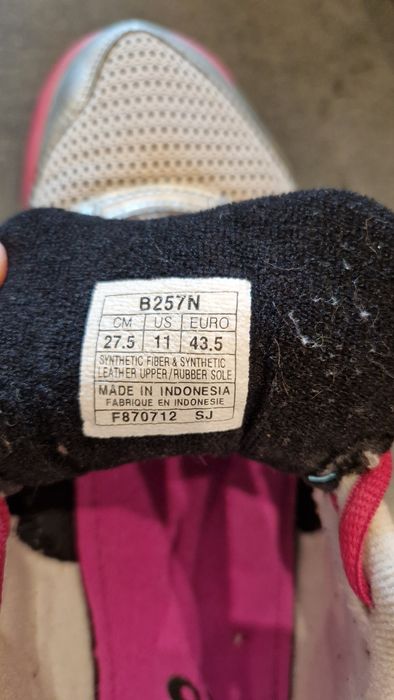 B257N
CM US EURO
27.5 11 43.5
SYNTHETIC FIBER & SYNTHETIC
LEATHER UPPER/RUBBER SOLE
MADE IN INDONESIA
FABRIQUE EN INDONESIE
F870712 SJ